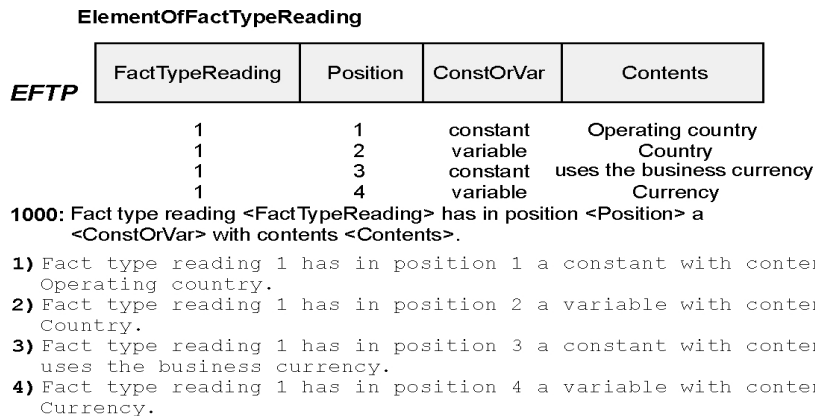 ElementOfFactTypeReading
EFTP FactTypeReading Position ConstOrVar Contents
1 1 constant Operating country
1 2 variable Country
1 3 constant uses the business currency
1 4 variable Currency
1000: Fact type reading <FactTypeReading> has in position <Position> a
<ConstOrVar> with contents <Contents>.
1) Fact type reading 1 has in position 1 a constant with conten
Operating country.
2) Fact type reading 1 has in position 2 a variable with conten
Country.
3) Fact type reading 1 has in position 3 a constant with conten
uses the business currency.
4) Fact type reading 1 has in position 4 a variable with conten
Currency.